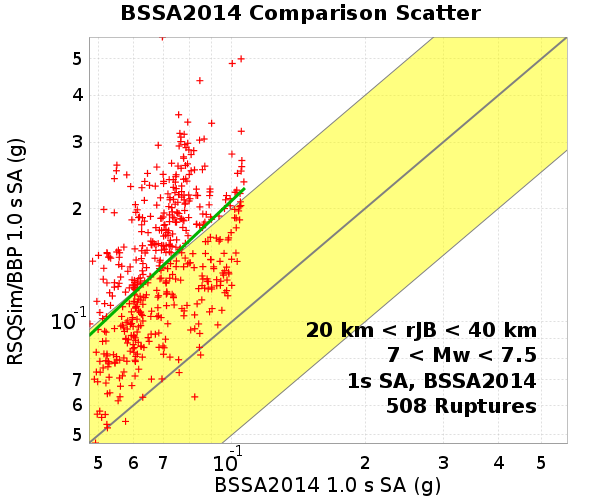 BSSA2014 Comparison Scatter
RSQSim/BBP 1.0 s SA (g)
5
4
3
2
10^-1
7
6
5
20 km < rJB < 40 km
7 < Mw < 7.5
1s SA, BSSA2014
508 Ruptures
5 6 7 10^-1 2 3 4 5
BSSA2014 1.0 s SA (g)